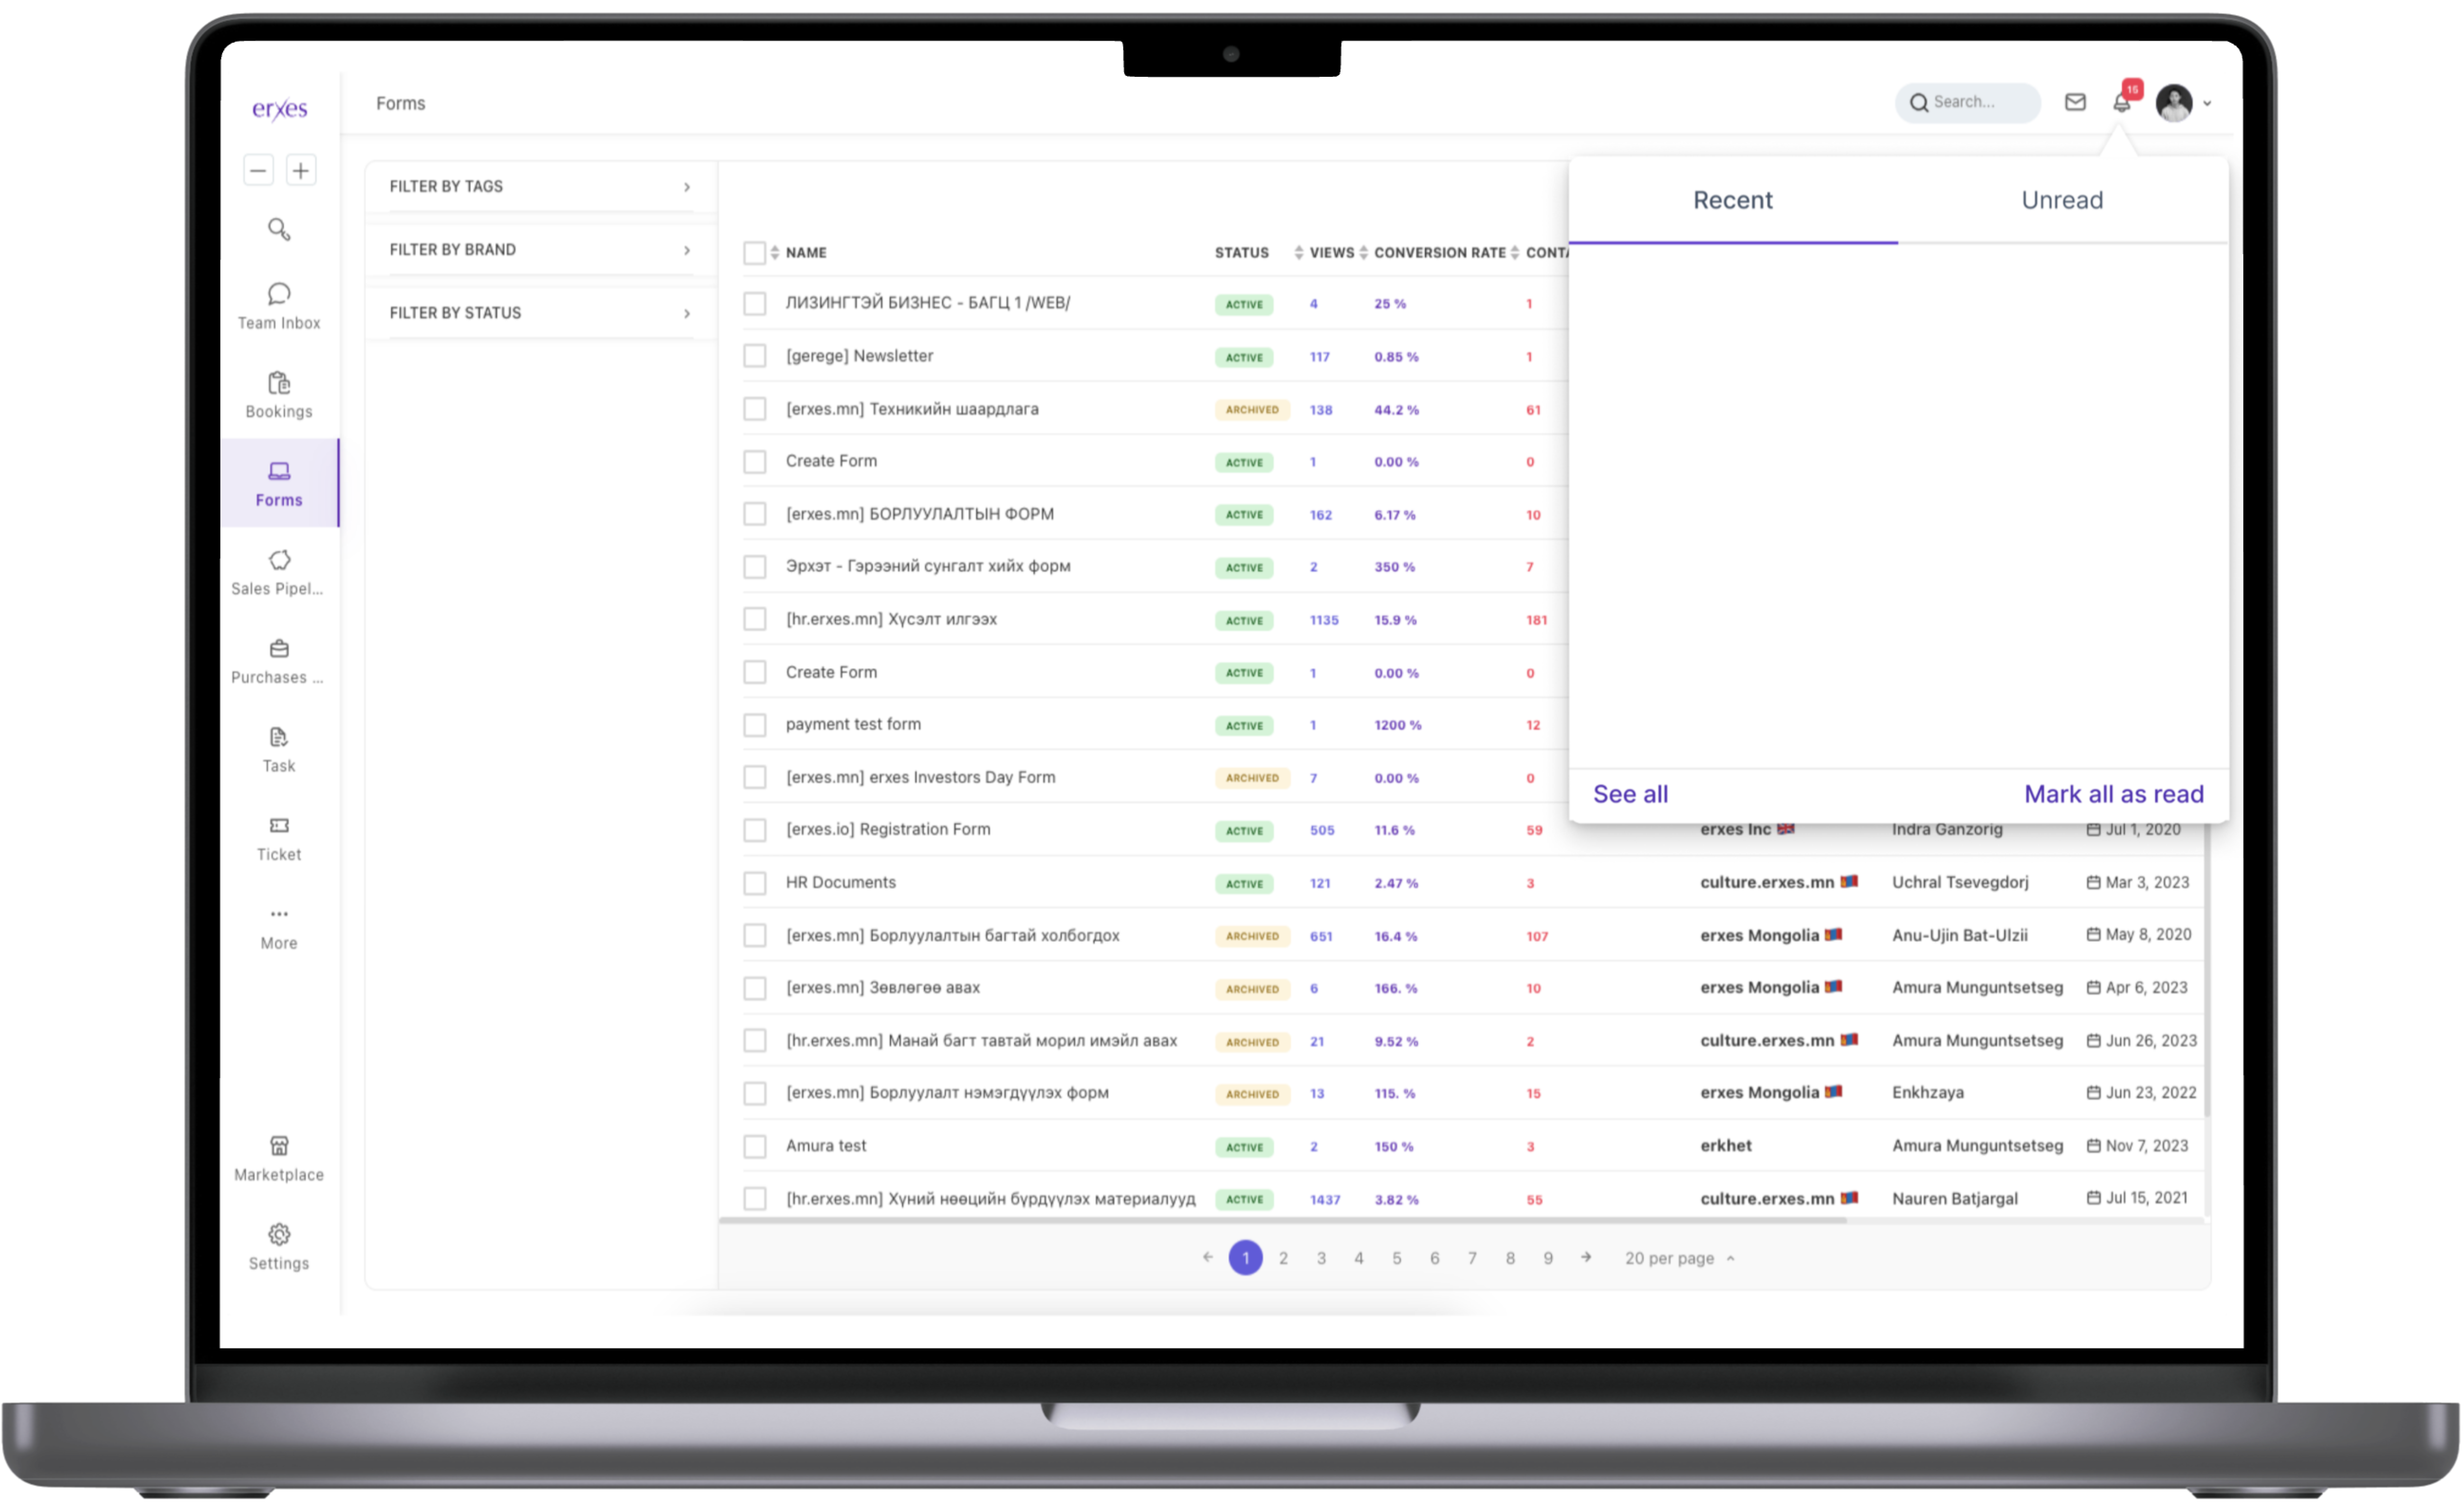 erxes
Forms
Search...
15
FILTER BY TAGS
FILTER BY BRAND
FILTER BY STATUS
Team Inbox
Bookings
Forms
Sales Pipel...
Purchases ...
Task
Ticket
More
Marketplace
Settings
NAME STATUS VIEWS CONVERSION RATE CONTA
ЛИЗИНГТЭЙ БИЗНЕС - БАГЦ 1 /WEB/ ACTIVE 4 25 % 1
[gerege] Newsletter ACTIVE 117 0.85 % 1
[erxes.mn] Техникийн шаардлага ARCHIVED 138 44.2 % 61
Create Form ACTIVE 1 0.00 % 0
[erxes.mn] БОРЛУУЛАЛТЫН ФОРМ ACTIVE 162 6.17 % 10
Эрхэт - Гэрээний сунгалт хийх форм ACTIVE 2 350 % 7
[hr.erxes.mn] Хүсэлт илгээх ACTIVE 1135 15.9 % 181
Create Form ACTIVE 1 0.00 % 0
payment test form ACTIVE 1 1200 % 12
[erxes.mn] erxes Investors Day Form ARCHIVED 7 0.00 % 0
[erxes.io] Registration Form ACTIVE 505 11.6 % 59 erxes Inc Indra Ganzorig Jul 1, 2020
HR Documents ACTIVE 121 2.47 % 3 culture.erxes.mn Uchral Tsevegdorj Mar 3, 2023
[erxes.mn] Борлуулалтын багтай холбогдох ARCHIVED 651 16.4 % 107 erxes Mongolia Anu-Ujin Bat-Ulzii May 8, 2020
[erxes.mn] Зөвлөгөө авах ARCHIVED 6 166. % 10 erxes Mongolia Amura Munguntsetseg Apr 6, 2023
[hr.erxes.mn] Манай багт тавтай морил имэйл авах ARCHIVED 21 9.52 % 2 culture.erxes.mn Amura Munguntsetseg Jun 26, 2023
[erxes.mn] Борлуулалт нэмэгдүүлэх форм ARCHIVED 13 115. % 15 erxes Mongolia Enkhzaya Jun 23, 2022
Amura test ACTIVE 2 150 % 3 erkhet Amura Munguntsetseg Nov 7, 2023
[hr.erxes.mn] Хүний нөөцийн бүрдүүлэх материалууд ACTIVE 1437 3.82 % 55 culture.erxes.mn Nauren Batjargal Jul 15, 2021
1 2 3 4 5 6 7 8 9 20 per page
Recent Unread
See all Mark all as read